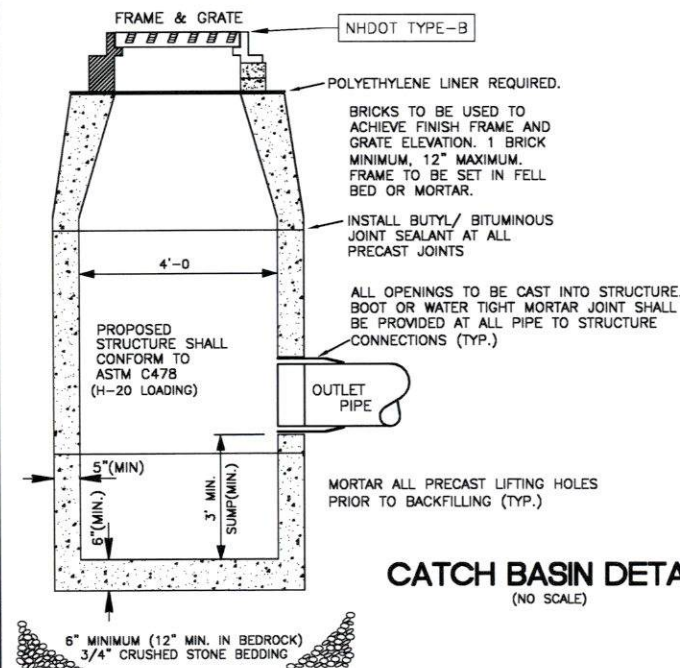 FRAME & GRATE
NHDOT TYPE-B
POLYETHYLENE LINER REQUIRED.
BRICKS TO BE USED TO
ACHIEVE FINISH FRAME AND
GRATE ELEVATION. 1 BRICK
MINIMUM, 12" MAXIMUM.
FRAME TO BE SET IN FELL
BED OR MORTAR.
INSTALL BUTYL/ BITUMINOUS
JOINT SEALANT AT ALL
PRECAST JOINTS
4'-0
ALL OPENINGS TO BE CAST INTO STRUCTURE.
BOOT OR WATER TIGHT MORTAR JOINT SHALL
BE PROVIDED AT ALL PIPE TO STRUCTURE
CONNECTIONS (TYP.)
PROPOSED
STRUCTURE SHALL
CONFORM TO
ASTM C478
(H-20 LOADING)
OUTLET
PIPE
5"(MIN)
6"(MIN.)
3' MIN.
SUMP(MIN.)
MORTAR ALL PRECAST LIFTING HOLES
PRIOR TO BACKFILLING (TYP.)
CATCH BASIN DETA
(NO SCALE)
6" MINIMUM (12" MIN. IN BEDROCK)
3/4" CRUSHED STONE BEDDING